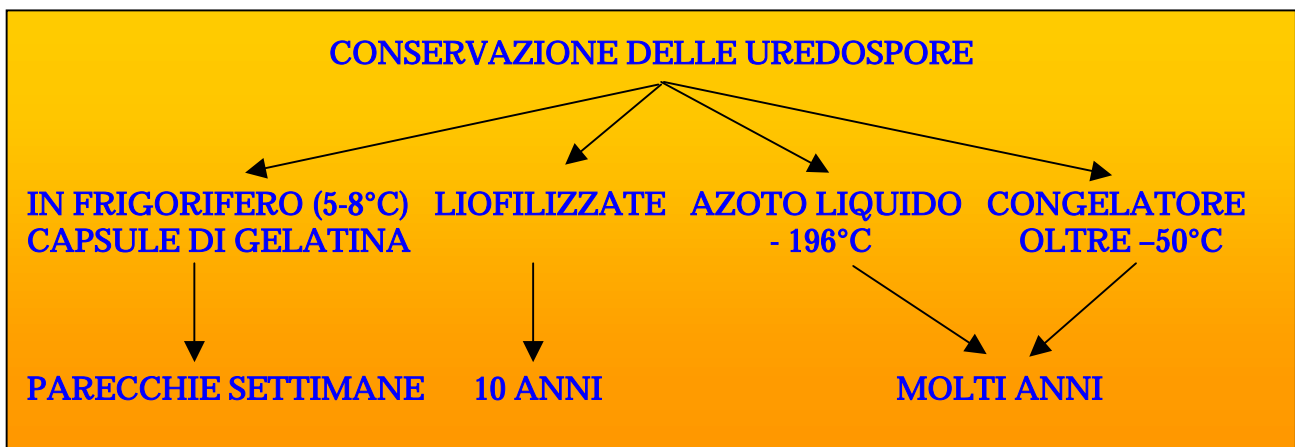 CONSERVAZIONE DELLE UREDOSPORE
IN FRIGORIFERO (5-8°C) LIOFILIZZATE AZOTO LIQUIDO CONGELATORE
CAPSULE DI GELATINA - 196°C OLTRE –50°C
PARECCHIE SETTIMANE 10 ANNI MOLTI ANNI